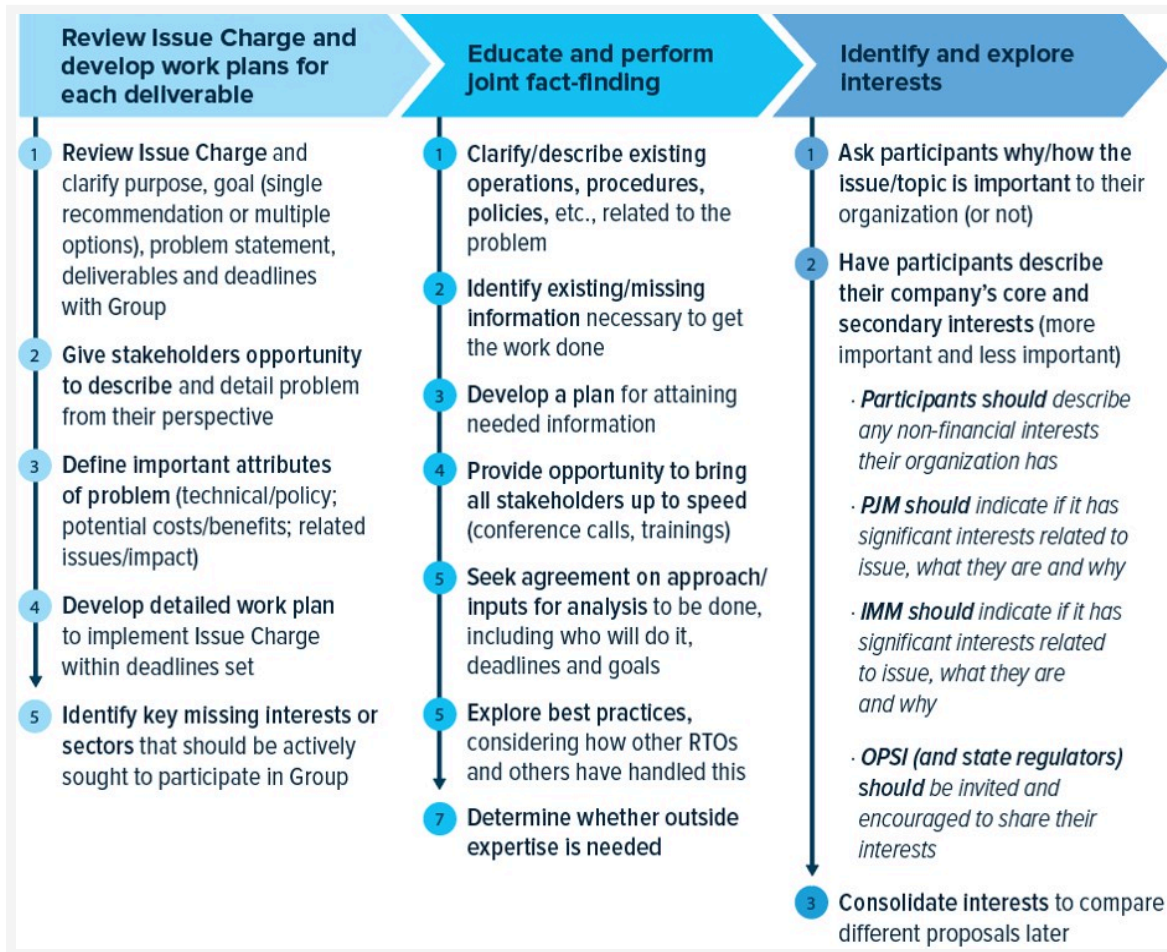 Review Issue Charge and
develop work plans for
each deliverable
1
Review Issue Charge and
clarify purpose, goal (single
recommendation or multiple
options), problem statement,
deliverables and deadlines
with Group
2
Give stakeholders opportunity
to describe and detail problem
from their perspective
3
Define important attributes
of problem (technical/policy;
potential costs/benefits; related
issues/impact)
4
Develop detailed work plan
to implement Issue Charge
within deadlines set
5
Identify key missing interests or
sectors that should be actively
sought to participate in Group
Educate and perform
joint fact-finding
1
Clarify/describe existing
operations, procedures,
policies, etc., related to the
problem
2
Identify existing/missing
information necessary to get
the work done
3
Develop a plan for attaining
needed information
4
Provide opportunity to bring
all stakeholders up to speed
(conference calls, trainings)
5
Seek agreement on approach/
inputs for analysis to be done,
including who will do it,
deadlines and goals
5
Explore best practices,
considering how other RTOs
and others have handled this
7
Determine whether outside
expertise is needed
Identify and explore
interests
1
Ask participants why/how the
issue/topic is important to their
organization (or not)
2
Have participants describe
their company's core and
secondary interests (more
important and less important)
· Participants should describe
any non-financial interests
their organization has
· PJM should indicate if it has
significant interests related to
issue, what they are and why
· IMM should indicate if it has
significant interests related
to issue, what they are
and why
· OPSI (and state regulators)
should be invited and
encouraged to share their
interests
3
Consolidate interests to compare
different proposals later